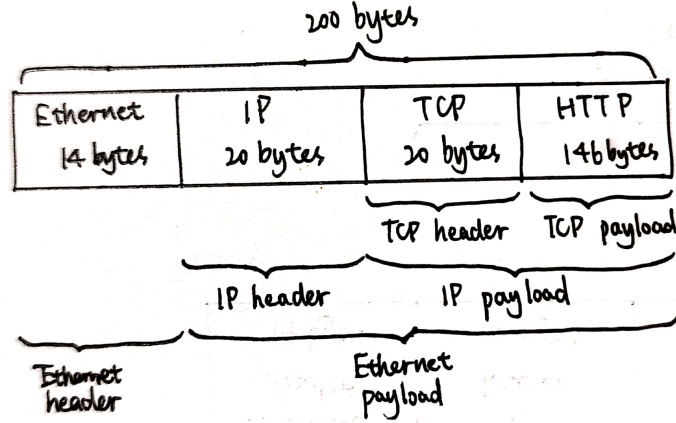 200 bytes
Ethernet IP TCP HTTP
14 bytes 20 bytes 20 bytes 146 bytes
TCP header TCP payload
IP header IP payload
Ethernet header
Ethernet payload